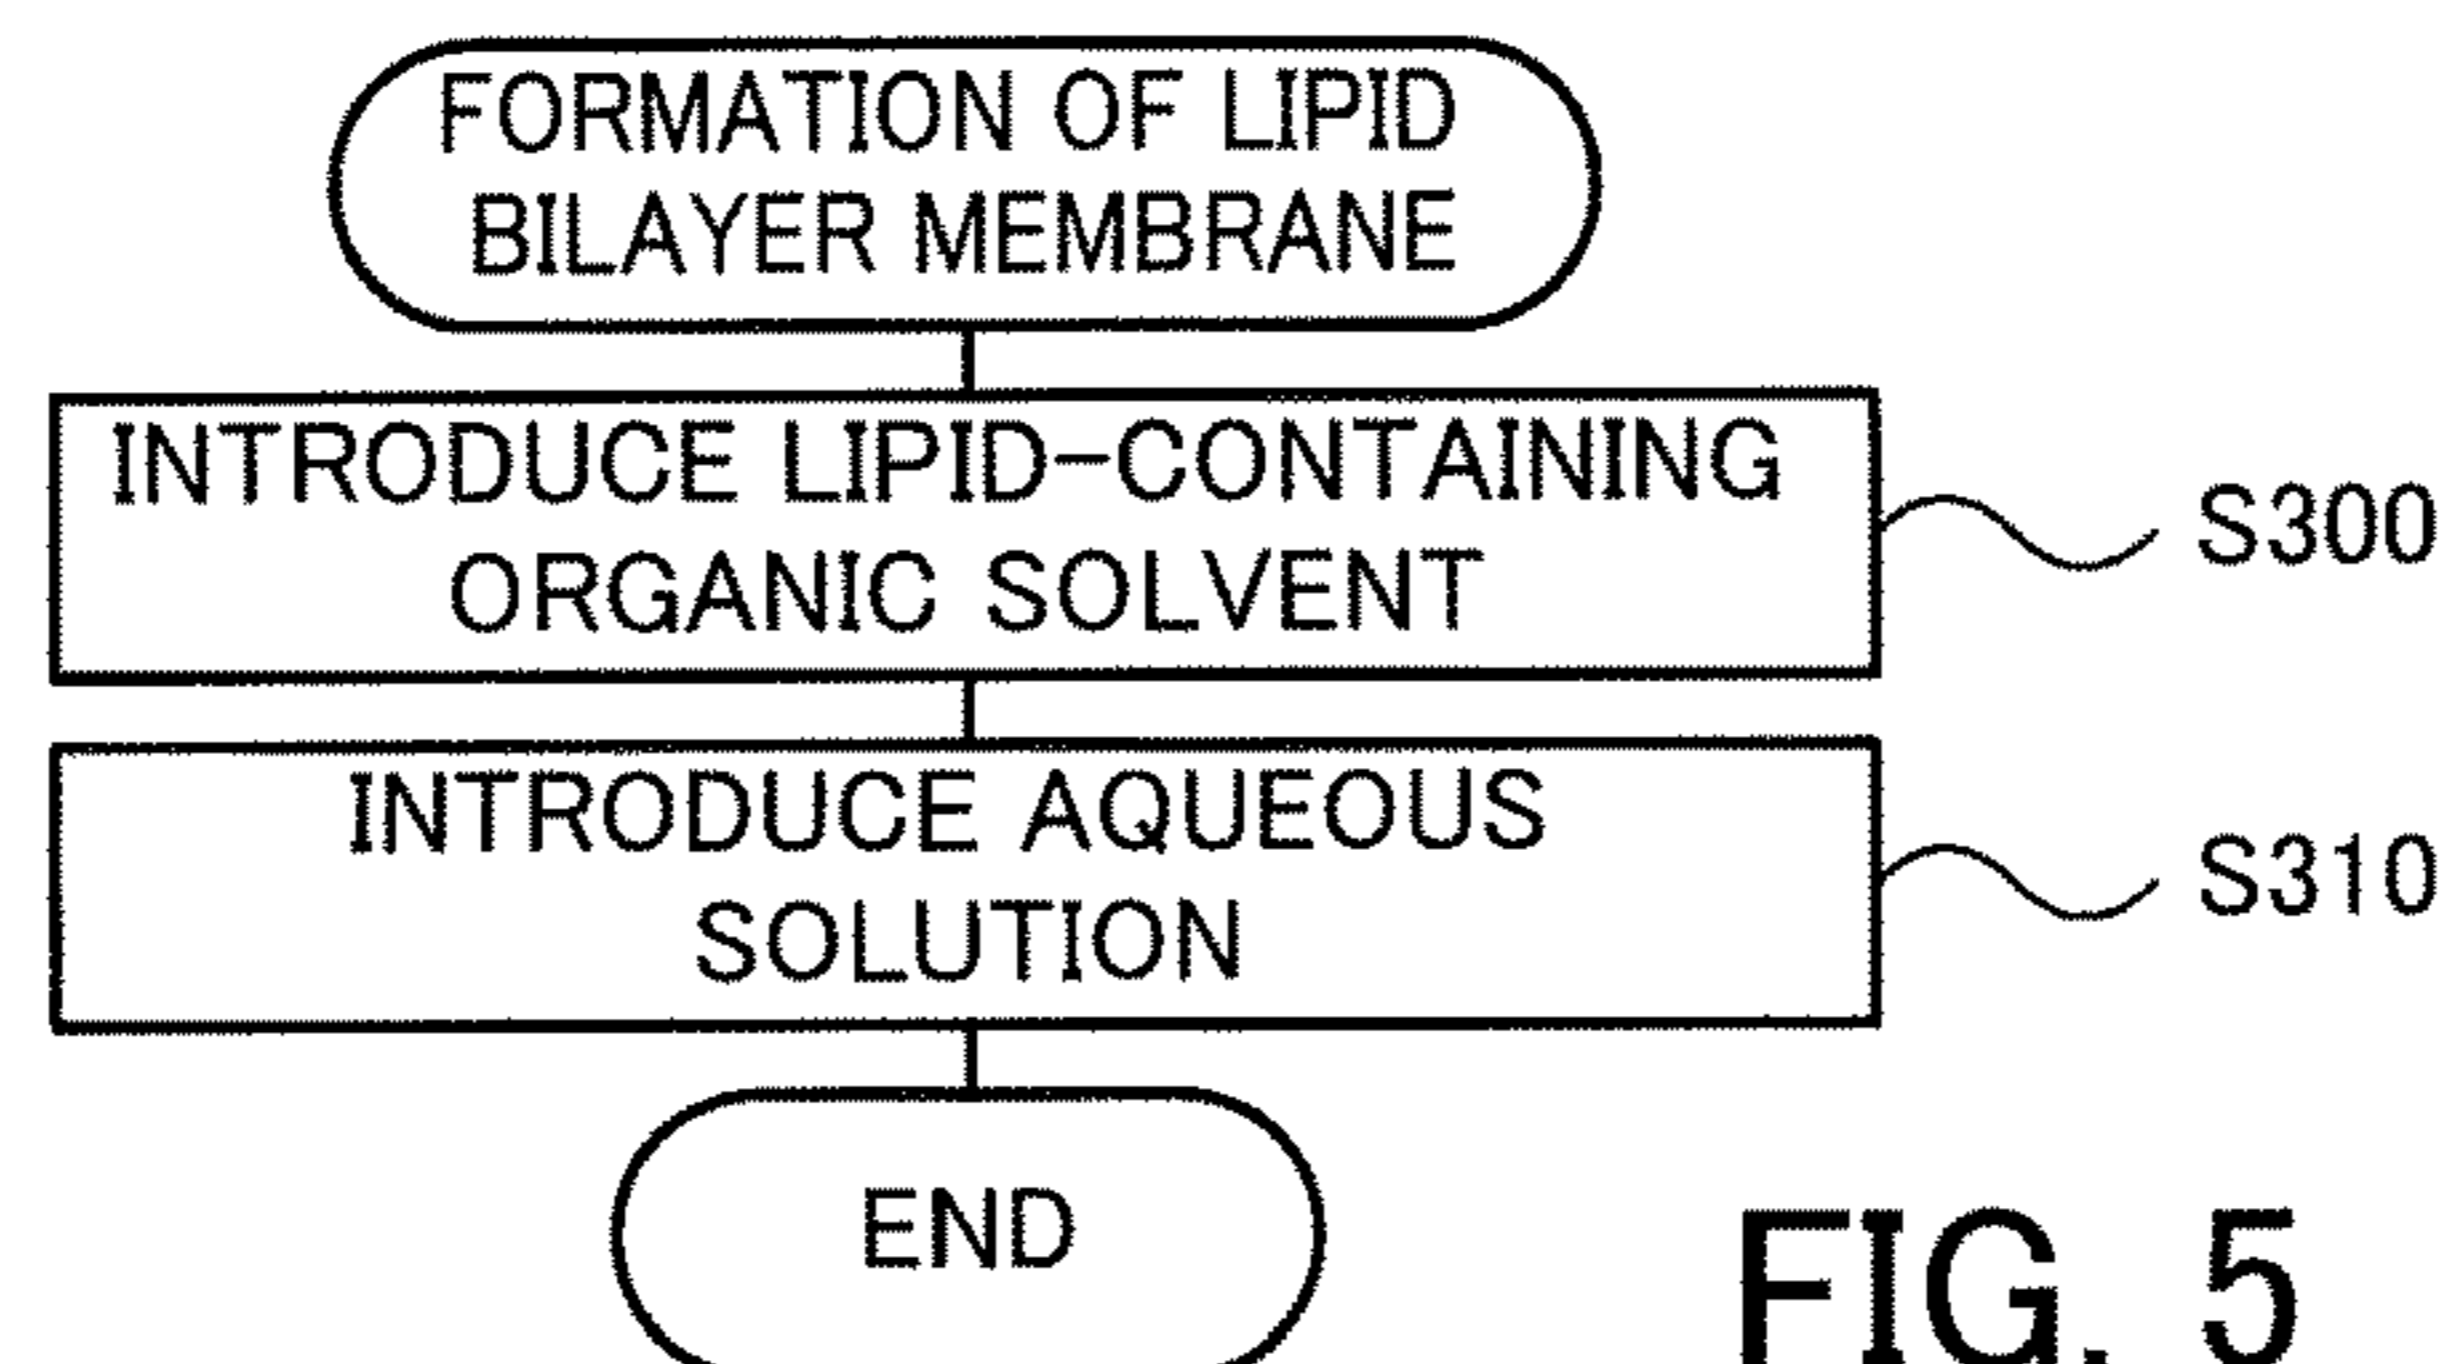 FORMATION OF LIPID
BILAYER MEMBRANE
INTRODUCE LIPID-CONTAINING
ORGANIC SOLVENT
S300
INTRODUCE AQUEOUS
SOLUTION
S310
END
FIG. 5